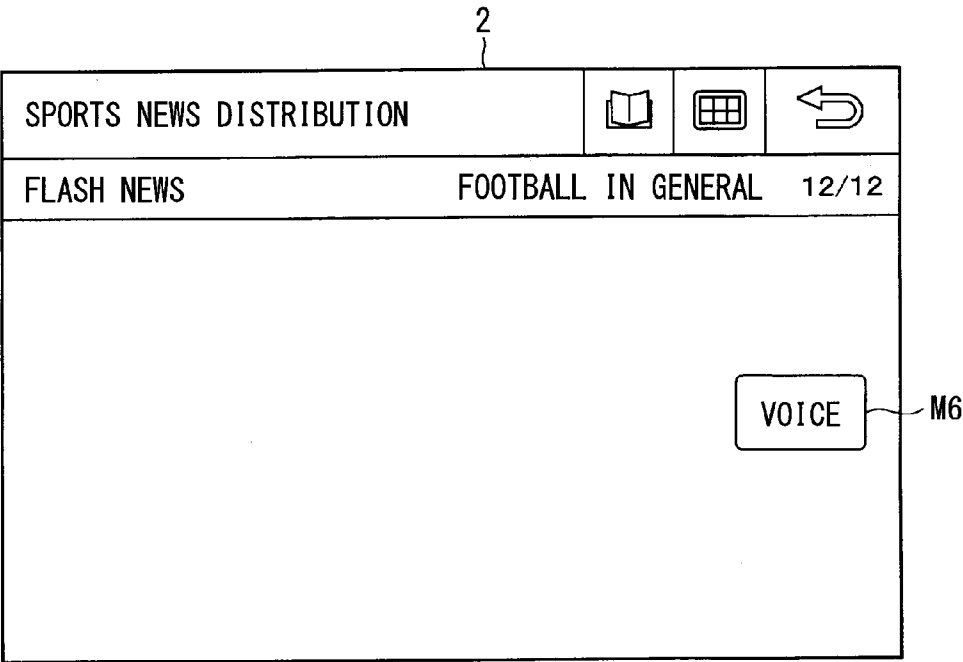 2
SPORTS NEWS DISTRIBUTION
FLASH NEWS FOOTBALL IN GENERAL 12/12
VOICE M6